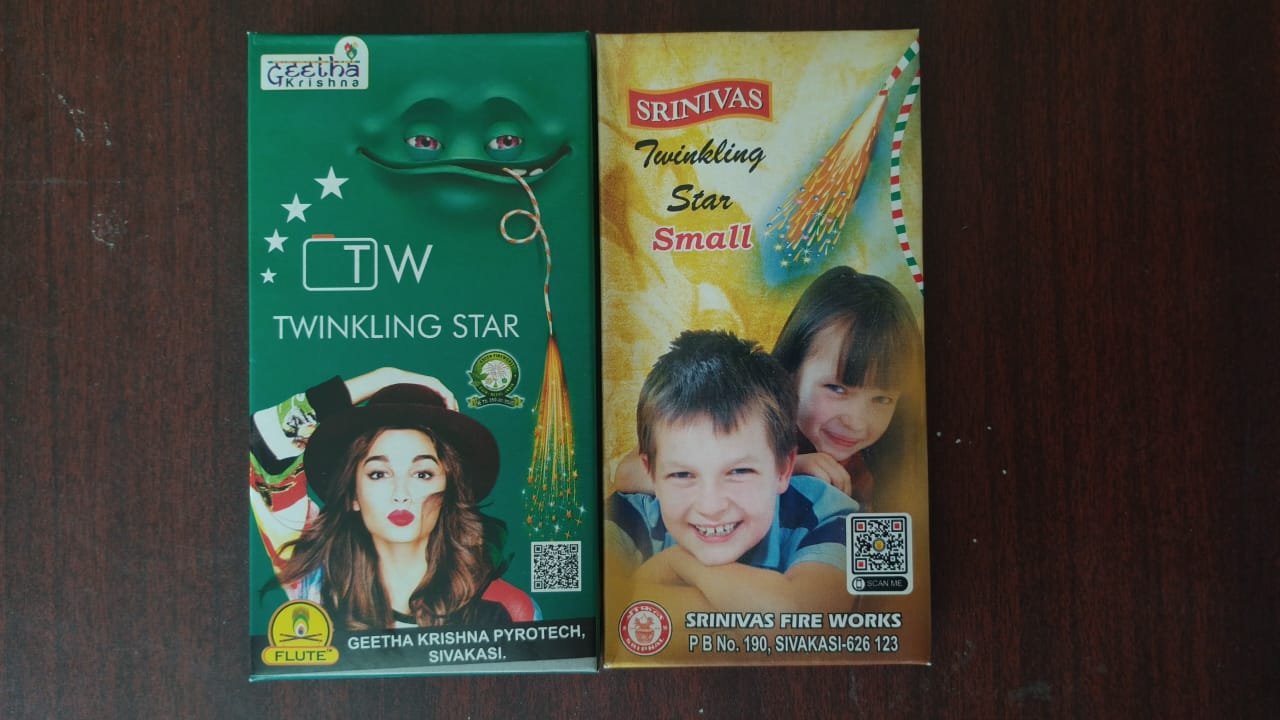 Geetha
Krishna
TW
TWINKLING STAR
FLUTE
GEETHA KRISHNA PYROTECH,
SIVAKASI.
SRINIVAS
Twinkling
Star
Small
SCAN ME
SRINIVAS FIRE WORKS
P B No. 190, SIVAKASI-626 123